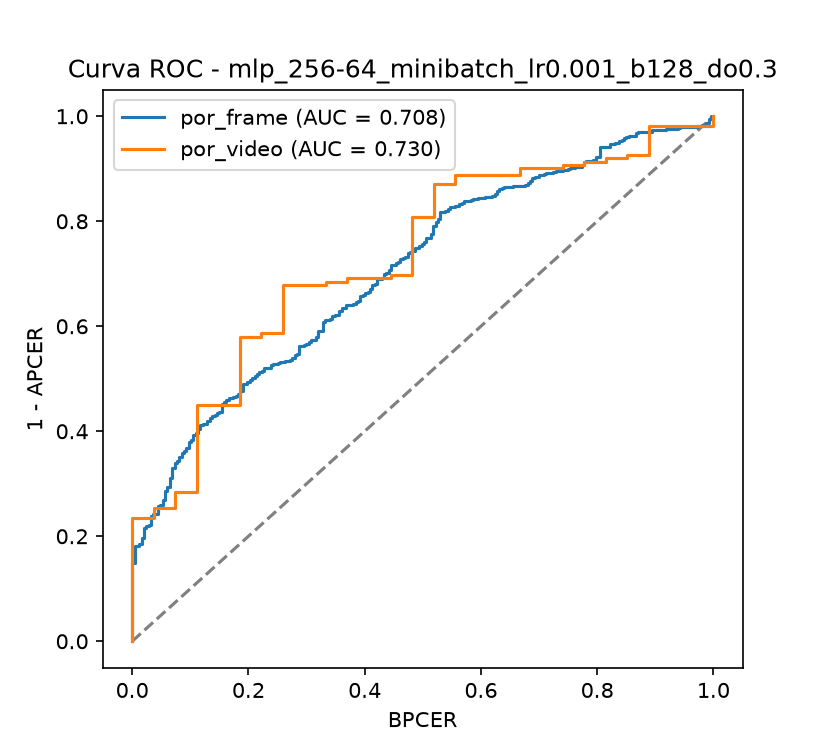 Curva ROC - mlp_256-64_minibatch_lr0.001_b128_do0.3
por_frame (AUC = 0.708)
por_video (AUC = 0.730)
1.0
0.8
0.6
0.4
0.2
0.0
1 - APCER
0.0 0.2 0.4 0.6 0.8 1.0
BPCER